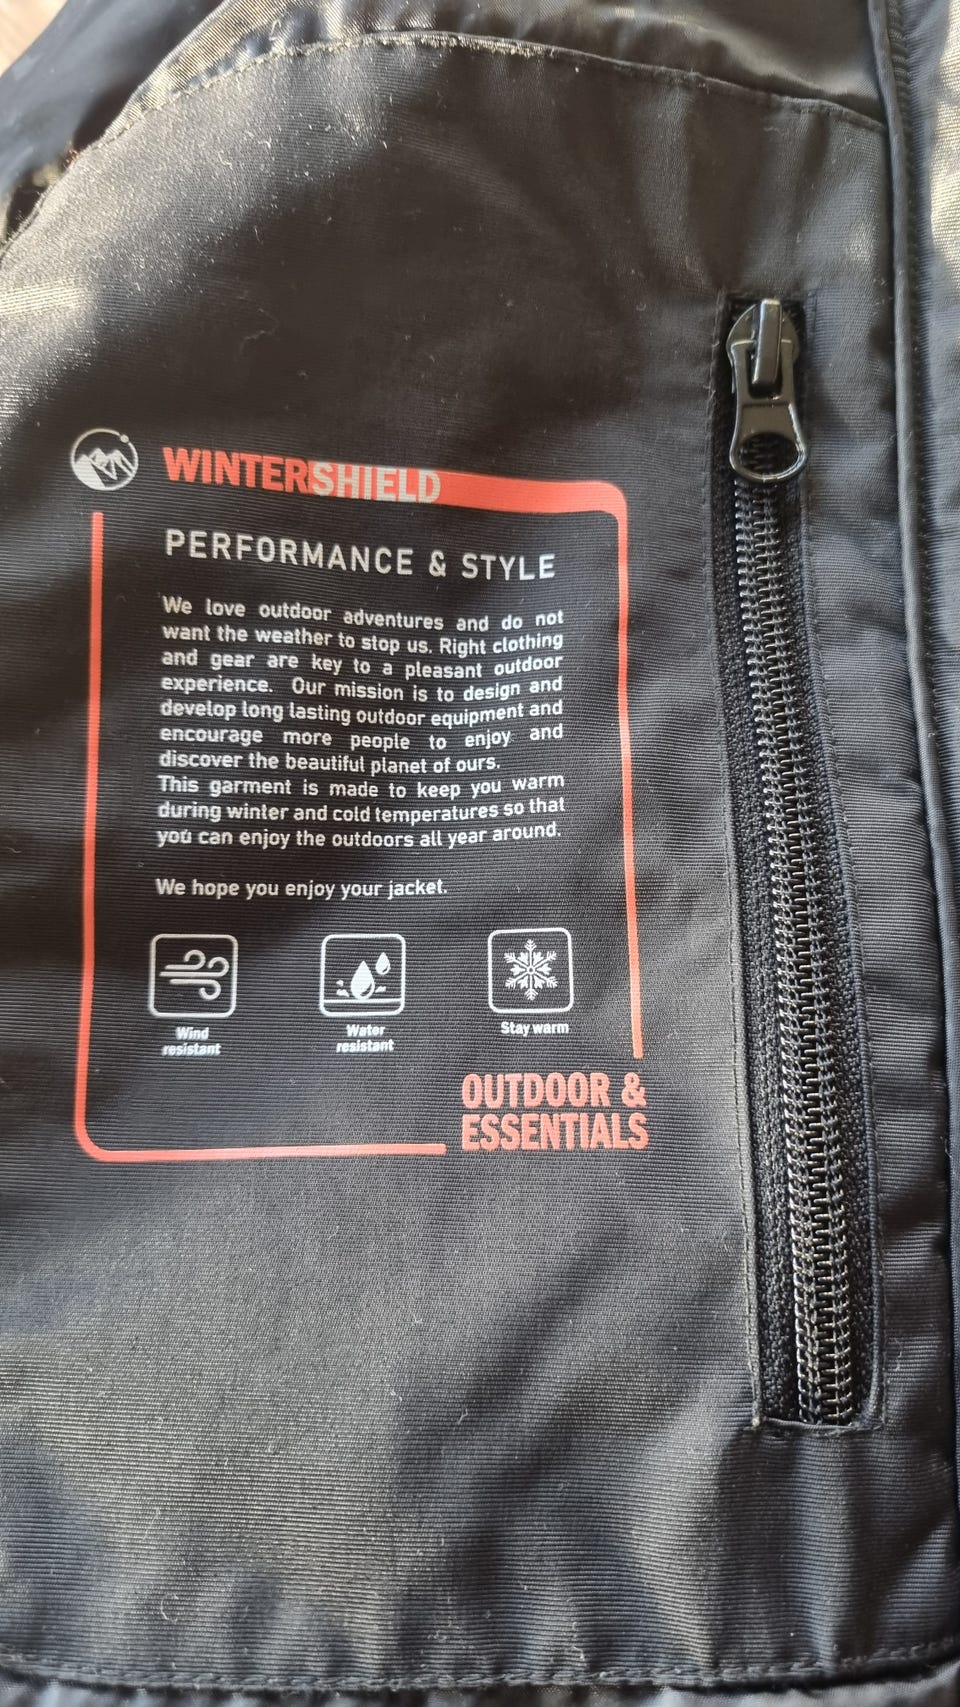 WINTERSHIELD
PERFORMANCE & STYLE
We love outdoor adventures and do not
want the weather to stop us. Right clothing
and gear are key to a pleasant outdoor
experience. Our mission is to design and
develop long lasting outdoor equipment and
encourage more people to enjoy and
discover the beautiful planet of ours.
This garment is made to keep you warm
during winter and cold temperatures so that
you can enjoy the outdoors all year around.
We hope you enjoy your jacket.
Wind
resistant
Water
resistant
Stay warm
OUTDOOR &
ESSENTIALS